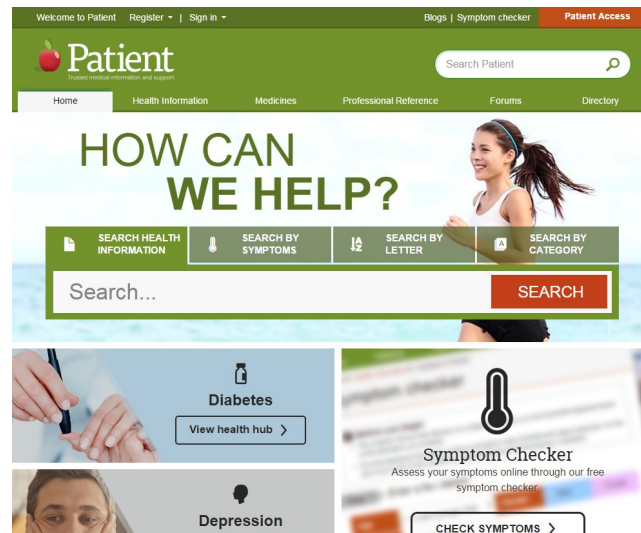 Welcome to Patient Register | Sign in Blogs | Symptom checker Patient Access
Patient
Trusted medical information and support
Search Patient
Home Health Information Medicines Professional Reference Forums Directory
HOW CAN
WE HELP?
SEARCH HEALTH
INFORMATION
SEARCH BY
SYMPTOMS
SEARCH BY
LETTER
SEARCH BY
CATEGORY
Search...
SEARCH
Diabetes
View health hub
Depression
Symptom Checker
Assess your symptoms online through our free
symptom checker
CHECK SYMPTOMS